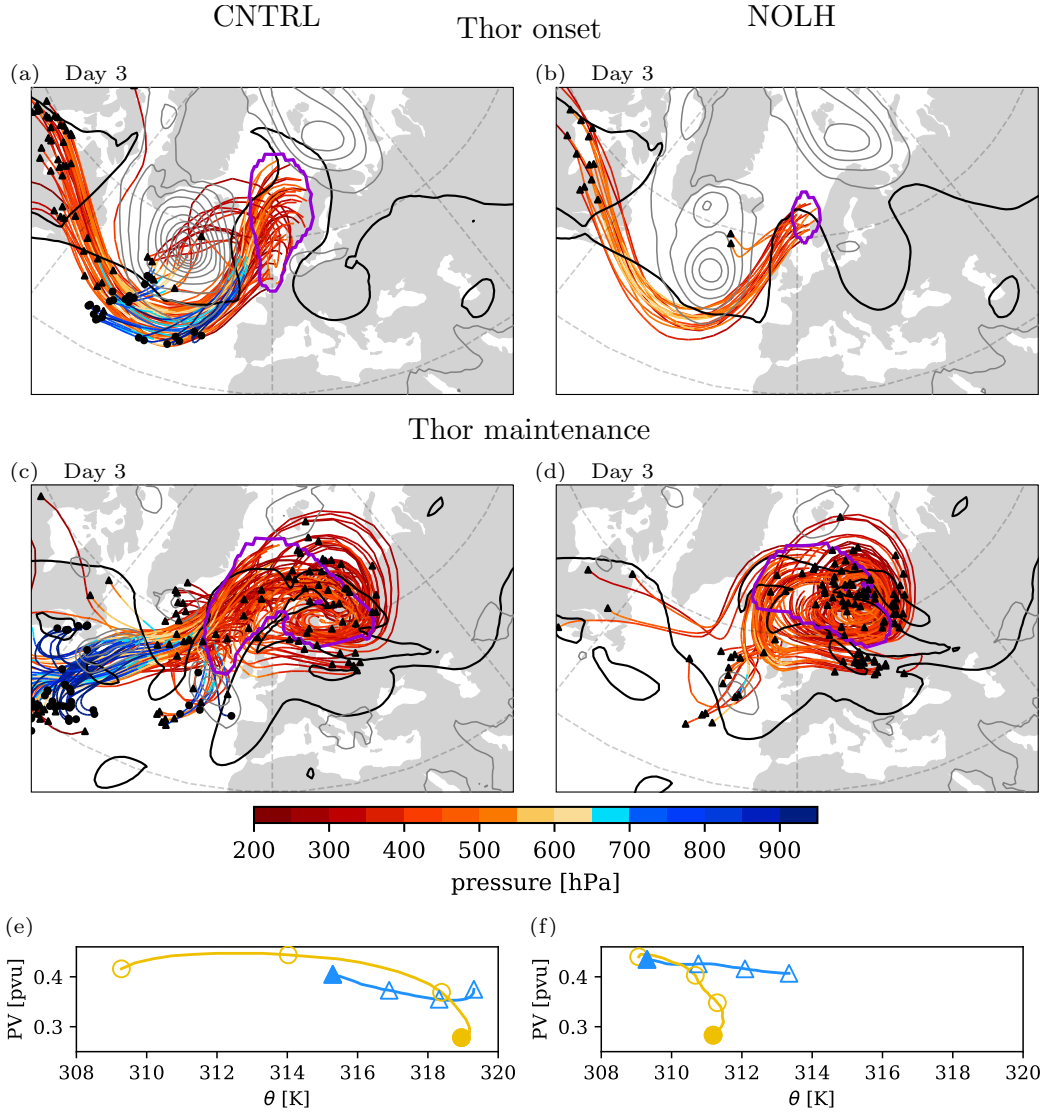 CNTRL NOLH
Thor onset
(a) Day 3 (b) Day 3
Thor maintenance
(c) Day 3 (d) Day 3
200 300 400 500 600 700 800 900
pressure [hPa]
(e) (f)
PV [pvu] 0.4 0.3 PV [pvu] 0.4 0.3
308 310 312 314 316 318 320 308 310 312 314 316 318 320
θ [K] θ [K]